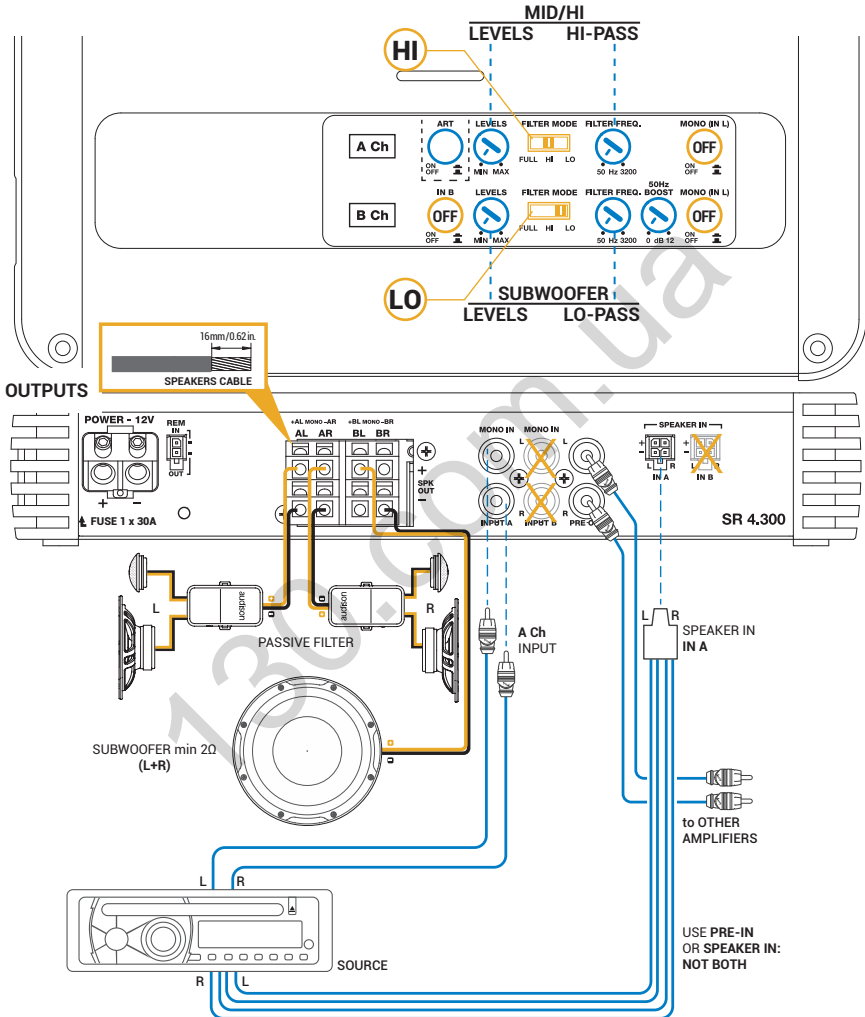 MID/HI
LEVELS HI-PASS
HI
ART LEVELS FILTER MODE FILTER FREQ. MONO (IN L)
A Ch
OFF
FULL HI LO
ON
OFF
MIN MAX
50 Hz 3200
ON
OFF
IN B LEVELS FILTER MODE FILTER FREQ. 50Hz BOOST MONO (IN L)
B Ch
OFF
OFF
FULL HI LO
ON
OFF
MIN MAX
50 Hz 3200
0 dB 12
ON
OFF
LO
SUBWOOFER
LEVELS LO-PASS
16mm/0.62in.
SPEAKERS CABLE
OUTPUTS
POWER - 12V
REM
IN
OUT
+ −
FUSE 1 x 30A
+AL MONO -AR +BL MONO -BR
AL AR BL BR
+
SPK
OUT
−
MONO IN MONO IN
L L
R R
INPUT A INPUT B PRE-O
SPEAKER IN
+
-
+
-
L R L R
IN A IN B
SR 4.300
L
audison
audison
R
PASSIVE FILTER
A Ch
INPUT
L R
SPEAKER IN
IN A
SUBWOOFER min 2Ω
(L+R)
to OTHER
AMPLIFIERS
L R
SOURCE
R L
USE PRE-IN
OR SPEAKER IN:
NOT BOTH
130.com.ua